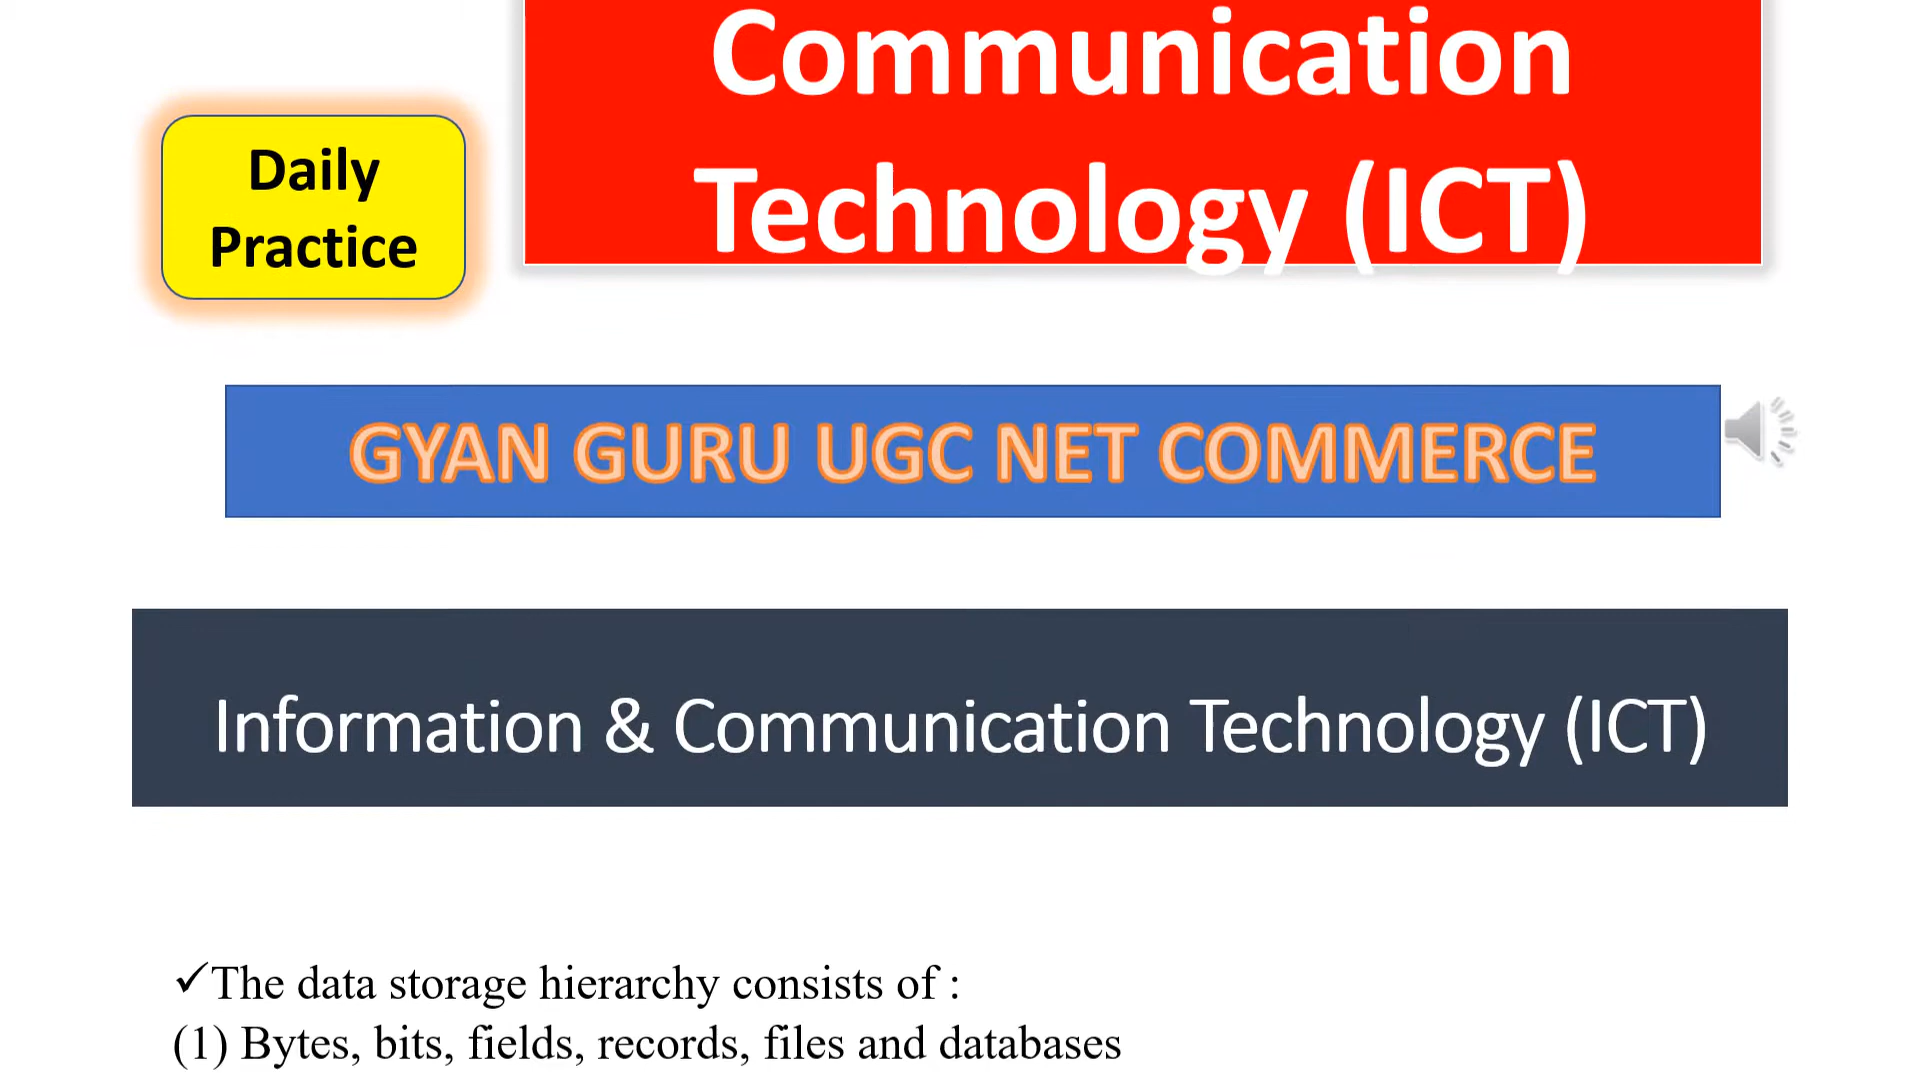 Communication
Technology (ICT)
Daily
Practice
GYAN GURU UGC NET COMMERCE
Information & Communication Technology (ICT)
✓The data storage hierarchy consists of :
(1) Bytes, bits, fields, records, files and databases